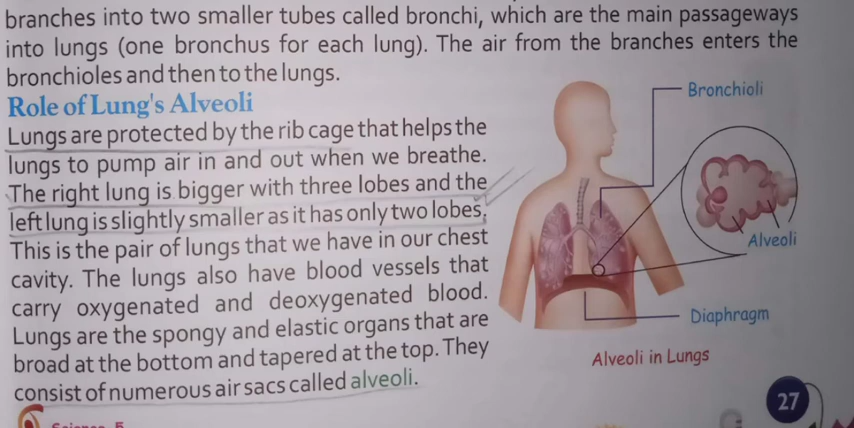 branches into two smaller tubes called bronchi, which are the main passageways
into lungs (one bronchus for each lung). The air from the branches enters the
bronchioles and then to the lungs.
Role of Lung's Alveoli
Lungs are protected by the rib cage that helps the
lungs to pump air in and out when we breathe.
The right lung is bigger with three lobes and the
left lung is slightly smaller as it has only two lobes.
This is the pair of lungs that we have in our chest
cavity. The lungs also have blood vessels that
carry oxygenated and deoxygenated blood.
Lungs are the spongy and elastic organs that are
broad at the bottom and tapered at the top. They
consist of numerous air sacs called alveoli.
Bronchioli
Alveoli
Diaphragm
Alveoli in Lungs
27